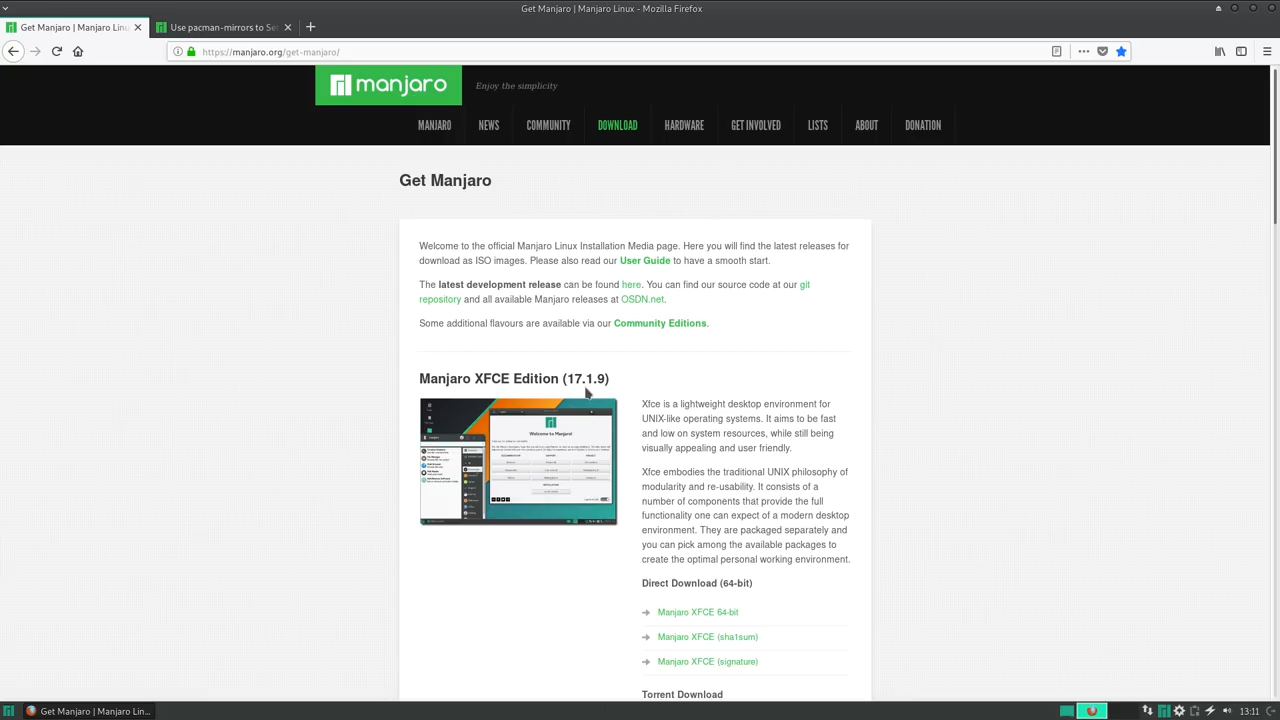 Get Manjaro | Manjaro Linux - Mozilla Firefox
Get Manjaro | Manjaro Linu
Use pacman-mirrors to Set
https://manjaro.org/get-manjaro/
manjaro
Enjoy the simplicity
MANJARO NEWS COMMUNITY DOWNLOAD HARDWARE GET INVOLVED LISTS ABOUT DONATION
Get Manjaro
Welcome to the official Manjaro Linux Installation Media page. Here you will find the latest releases for
download as ISO images. Please also read our User Guide to have a smooth start.
The latest development release can be found here. You can find our source code at our git
repository and all available Manjaro releases at OSDN.net.
Some additional flavours are available via our Community Editions.
Manjaro XFCE Edition (17.1.9)
Welcome to Manjaro!
Xfce is a lightweight desktop environment for
UNIX-like operating systems. It aims to be fast
and low on system resources, while still being
visually appealing and user friendly.
Xfce embodies the traditional UNIX philosophy of
modularity and re-usability. It consists of a
number of components that provide the full
functionality one can expect of a modern desktop
environment. They are packaged separately and
you can pick among the available packages to
create the optimal personal working environment.
Direct Download (64-bit)
Manjaro XFCE 64-bit
Manjaro XFCE (sha1sum)
Manjaro XFCE (signature)
Torrent Download
Get Manjaro | Manjaro Lin...
13:11